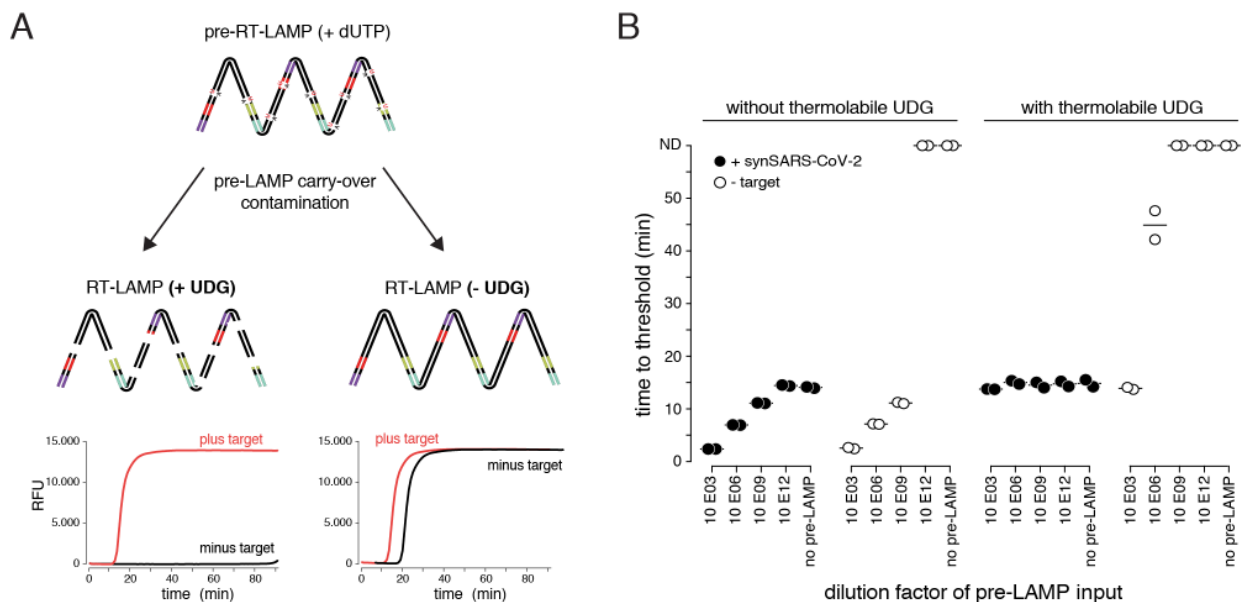 A
pre-RT-LAMP (+ dUTP)
pre-LAMP carry-over
contamination
RT-LAMP (+ UDG)
RT-LAMP (- UDG)
15.000
10.000
5.000
0
RFU
plus target
minus target
20
40
60
80
0
time (min)
15.000
10.000
5.000
0
plus target
minus target
0
20
40
60
80
time (min)
B
without thermolabile UDG
with thermolabile UDG
+ synSARS-CoV-2
- target
ND
50
40
30
20
10
0
time to threshold (min)
10 E03
10 E06
10 E09
10 E12
no pre-LAMP
10 E03
10 E06
10 E09
10 E12
no pre-LAMP
10 E03
10 E06
10 E09
10 E12
no pre-LAMP
10 E03
10 E06
10 E09
10 E12
no pre-LAMP
dilution factor of pre-LAMP input